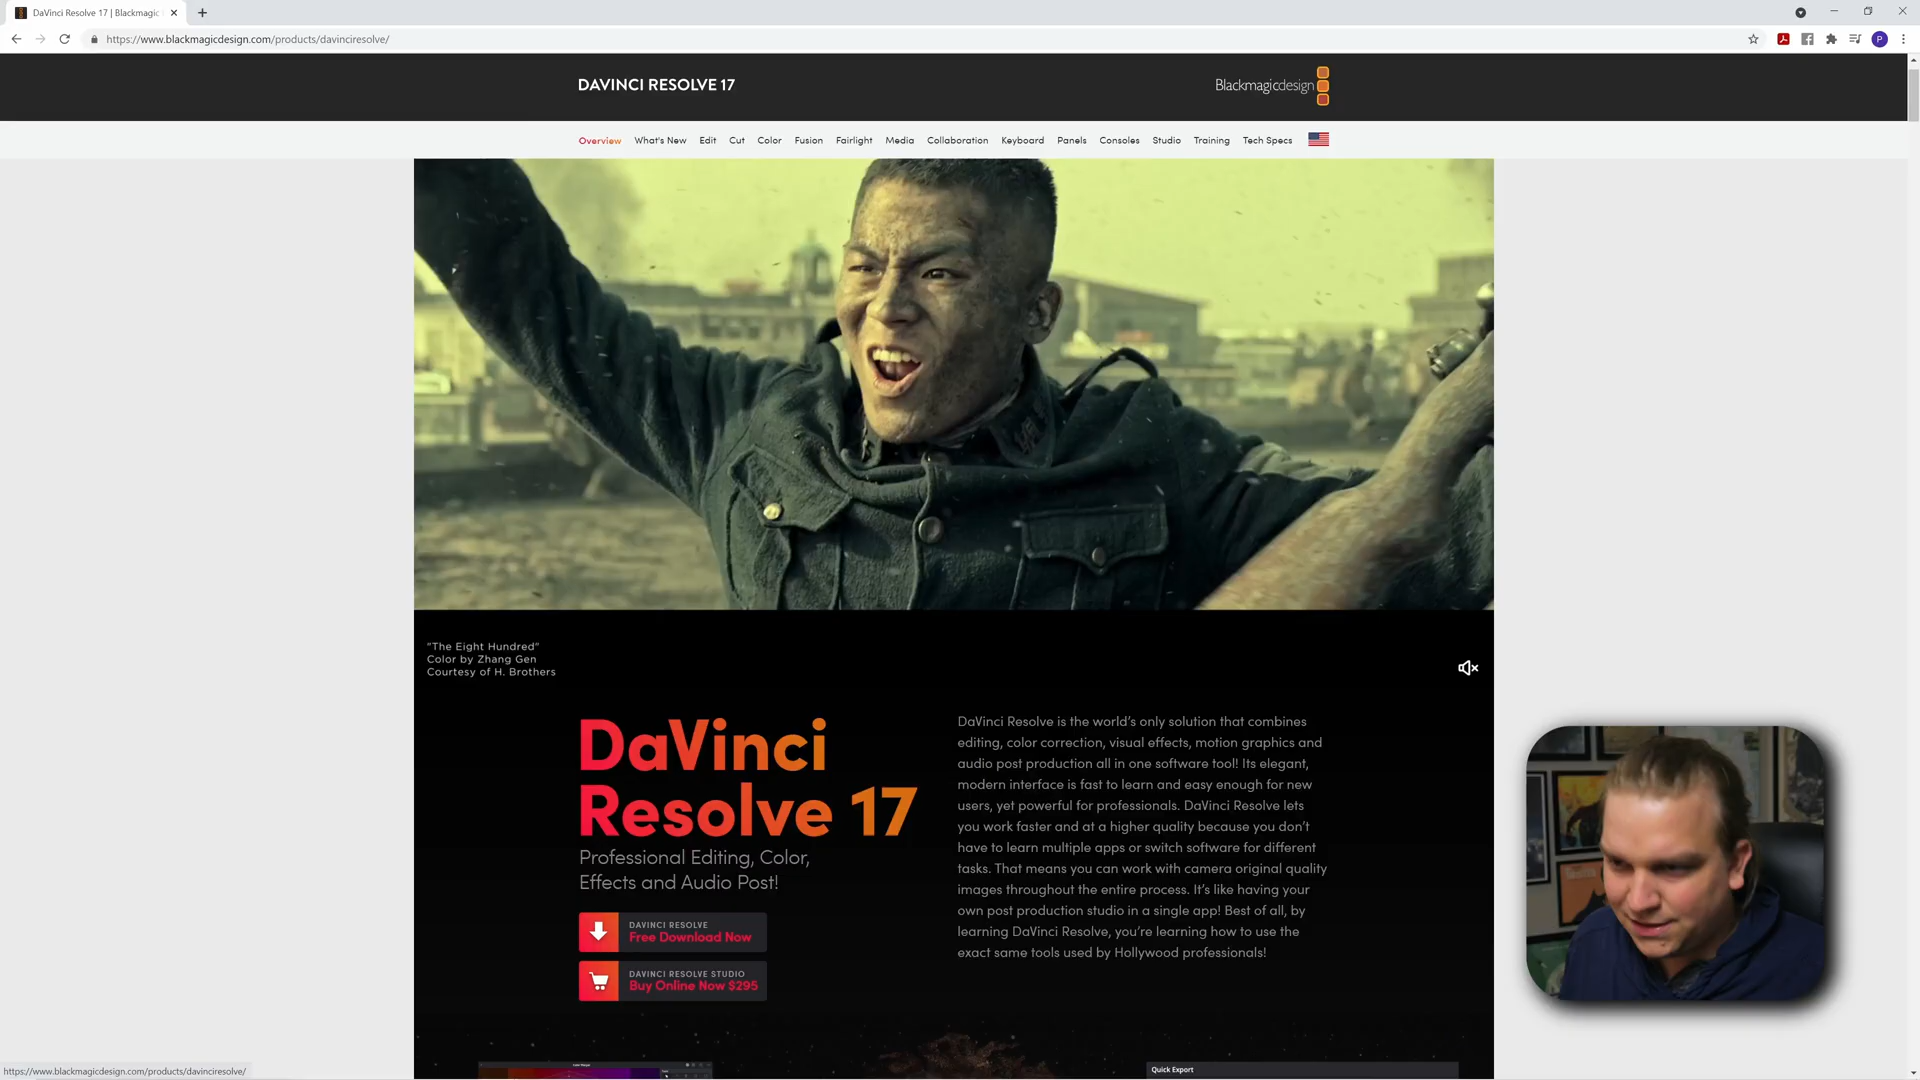 DaVinci Resolve 17 | Blackmagic
https://www.blackmagicdesign.com/products/davinciresolve/
P
DAVINCI RESOLVE 17
Blackmagicdesign
Overview What's New Edit Cut Color Fusion Fairlight Media Collaboration Keyboard Panels Consoles Studio Training Tech Specs
"The Eight Hundred"
Color by Zhang Gen
Courtesy of H. Brothers
DaVinci
Resolve 17
Professional Editing, Color,
Effects and Audio Post!
DAVINCI RESOLVE
Free Download Now
DAVINCI RESOLVE STUDIO
Buy Online Now $295
DaVinci Resolve is the world's only solution that combines
editing, color correction, visual effects, motion graphics and
audio post production all in one software tool! Its elegant,
modern interface is fast to learn and easy enough for new
users, yet powerful for professionals. DaVinci Resolve lets
you work faster and at a higher quality because you don't
have to learn multiple apps or switch software for different
tasks. That means you can work with camera original quality
images throughout the entire process. It's like having your
own post production studio in a single app! Best of all, by
learning DaVinci Resolve, you're learning how to use the
exact same tools used by Hollywood professionals!
Quick Export
https://www.blackmagicdesign.com/products/davinciresolve/